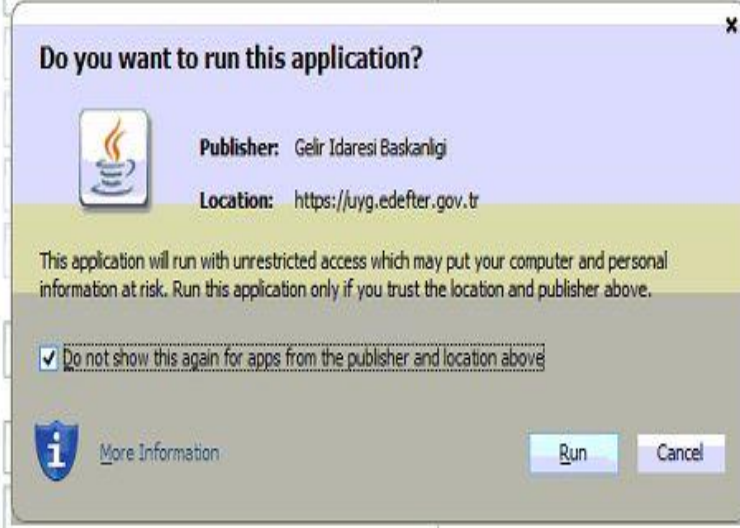 Do you want to run this application?
Publisher: Gelir Idaresi Baskanligi
Location: https://uyg.edefter.gov.tr
This application will run with unrestricted access which may put your computer and personal
information at risk. Run this application only if you trust the location and publisher above.
Do not show this again for apps from the publisher and location above
More Information
Run
Cancel